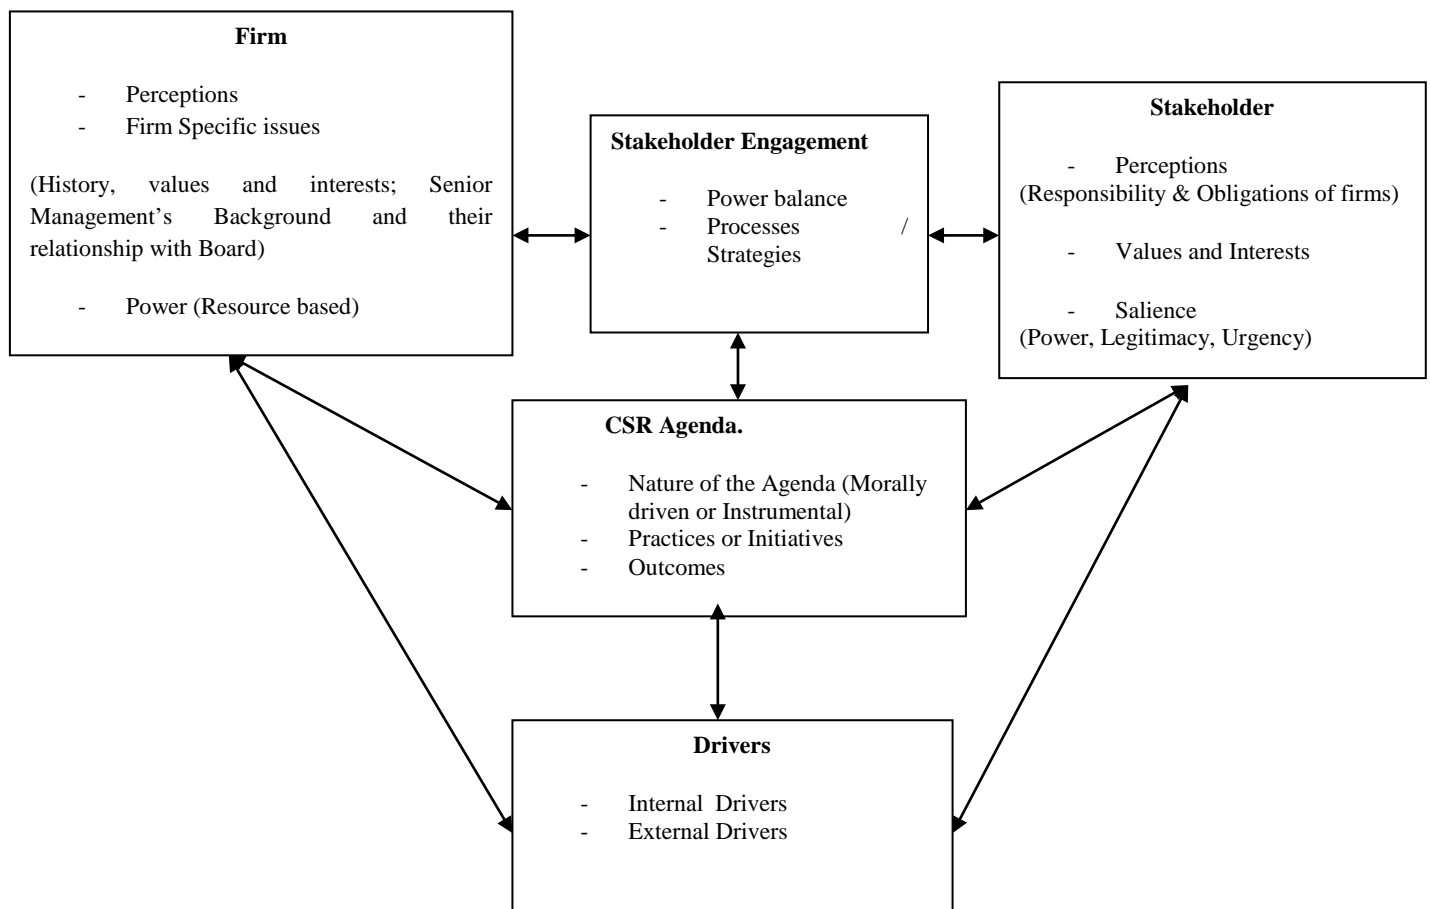 Firm
- Perceptions
- Firm Specific issues
(History, values and interests; Senior
Management’s Background and their
relationship with Board)
- Power (Resource based)
Stakeholder Engagement
- Power balance
- Processes /
Strategies
Stakeholder
- Perceptions
(Responsibility & Obligations of firms)
- Values and Interests
- Salience
(Power, Legitimacy, Urgency)
CSR Agenda.
- Nature of the Agenda (Morally
driven or Instrumental)
- Practices or Initiatives
- Outcomes
Drivers
- Internal Drivers
- External Drivers